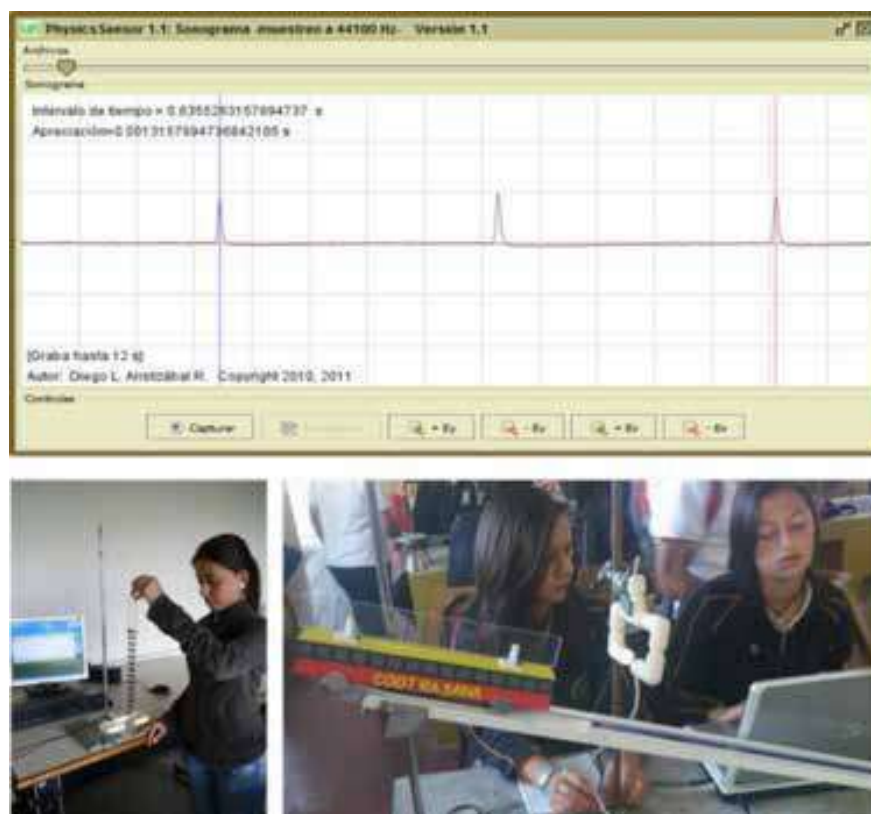 PhysicsSensor 1.1: Sonograma muestreo a 44100 Hz- Versión 1.1
Archivos
Sonograma
Intervalo de tiempo = 0.6355263157894737 s
Apreciación=0.0013157894736842105 s
[Graba hasta 12 s]
Autor: Diego L. Aristizábal R. Copyright 2010, 2011
Controles
Capturar